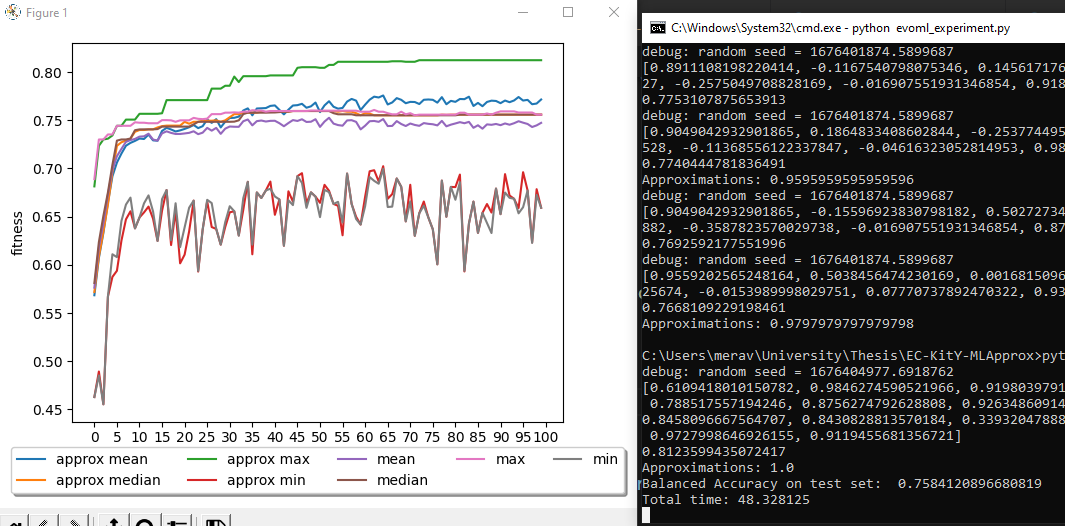 Figure 1
fitness
0.80
0.75
0.70
0.65
0.60
0.55
0.50
0.45
0 5 10 15 20 25 30 35 40 45 50 55 60 65 70 75 80 85 90 95 100
approx mean approx max mean max min
approx median approx min median
C:\Windows\System32\cmd.exe - python evoml_experiment.py
debug: random seed = 1676401874.5899687
[0.8911108198220414, -0.1167540798075346, 0.145617176
27, -0.2575049708828169, -0.016907551931346854, 0.918
0.7753107875653913
debug: random seed = 1676401874.5899687
[0.9049042932901865, 0.1864833408602844, -0.253774495
528, -0.11368556122337847, -0.04616323052814953, 0.98
0.7740444781836491
Approximations: 0.9595959595959596
debug: random seed = 1676401874.5899687
[0.9049042932901865, -0.15596923830798182, 0.50272734
882, -0.3587823570029738, -0.016907551931346854, 0.87
0.7692592177551996
debug: random seed = 1676401874.5899687
[0.9559202565248164, 0.5038456474230169, 0.0016815096
25674, -0.0153989998029751, 0.07770737892470322, 0.93
0.7668109229198461
Approximations: 0.9797979797979798
C:\Users\merav\University\Thesis\EC-KitY-MLApprox>pyt
debug: random seed = 1676404977.6918762
[0.6109418010150782, 0.9846274590521966, 0.9198039791
0.788517557194246, 0.8756274792628808, 0.92634860914
0.8458096667564707, 0.8430828813570184, 0.33932047888
0.9727998646926155, 0.9119455681356721]
0.8123599435072417
Approximations: 1.0
Balanced Accuracy on test set: 0.7584120896680819
Total time: 48.328125